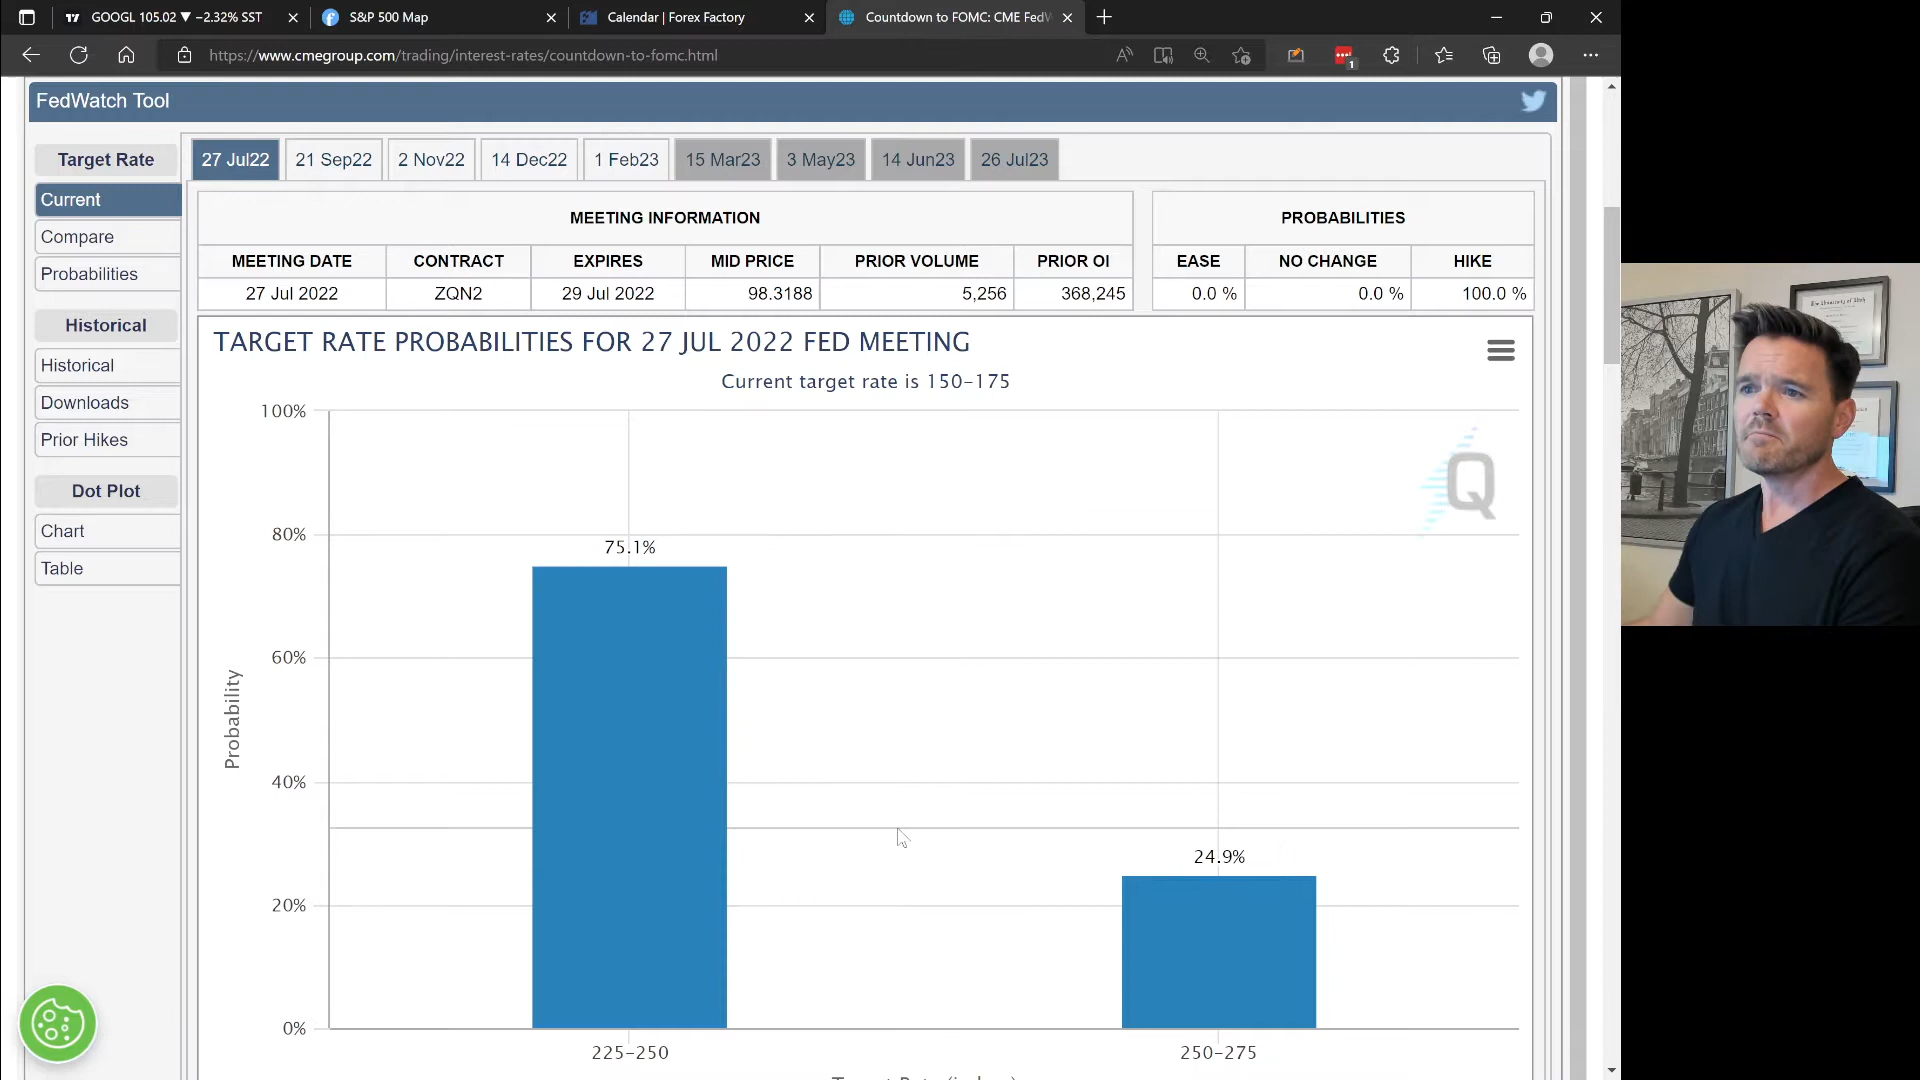 GOOGL 105.02 ▼ −2.32% SST
S&P 500 Map
Calendar | Forex Factory
Countdown to FOMC: CME FedW
https://www.cmegroup.com/trading/interest-rates/countdown-to-fomc.html
1
FedWatch Tool
Target Rate
Current
Compare
Probabilities
Historical
Historical
Downloads
Prior Hikes
Dot Plot
Chart
Table
27 Jul22 21 Sep22 2 Nov22 14 Dec22 1 Feb23 15 Mar23 3 May23 14 Jun23 26 Jul23
MEETING INFORMATION
MEETING DATE CONTRACT EXPIRES MID PRICE PRIOR VOLUME PRIOR OI
27 Jul 2022 ZQN2 29 Jul 2022 98.3188 5,256 368,245
PROBABILITIES
EASE NO CHANGE HIKE
0.0 % 0.0 % 100.0 %
TARGET RATE PROBABILITIES FOR 27 JUL 2022 FED MEETING
Current target rate is 150-175
Q
Probability
100%
80%
60%
40%
20%
0%
75.1%
24.9%
225-250
250-275